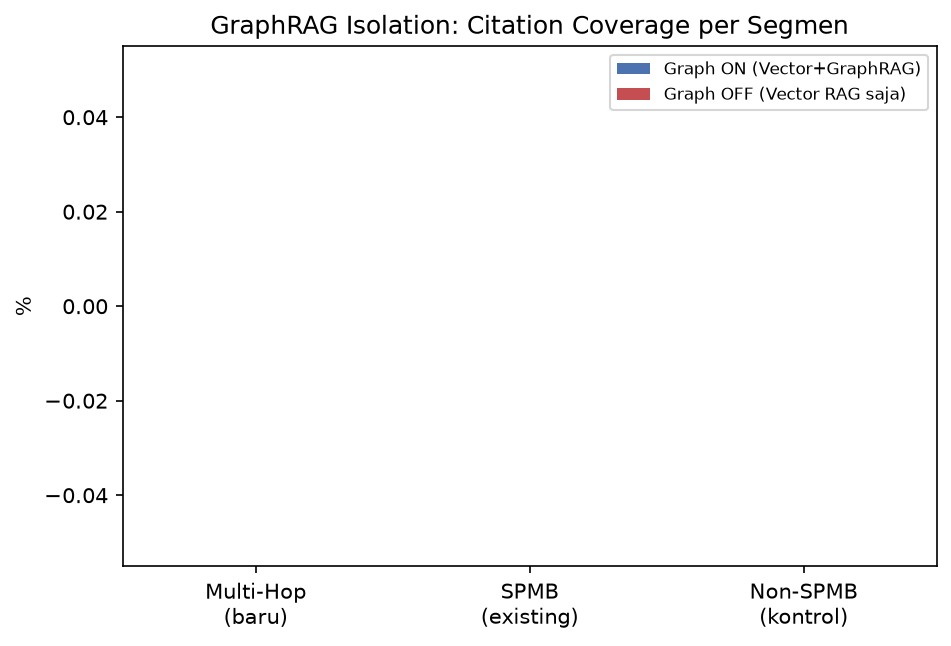 GraphRAG Isolation: Citation Coverage per Segmen
Graph ON (Vector+GraphRAG)
Graph OFF (Vector RAG saja)
%
0.04
0.02
0.00
−0.02
−0.04
Multi-Hop
(baru)
SPMB
(existing)
Non-SPMB
(kontrol)